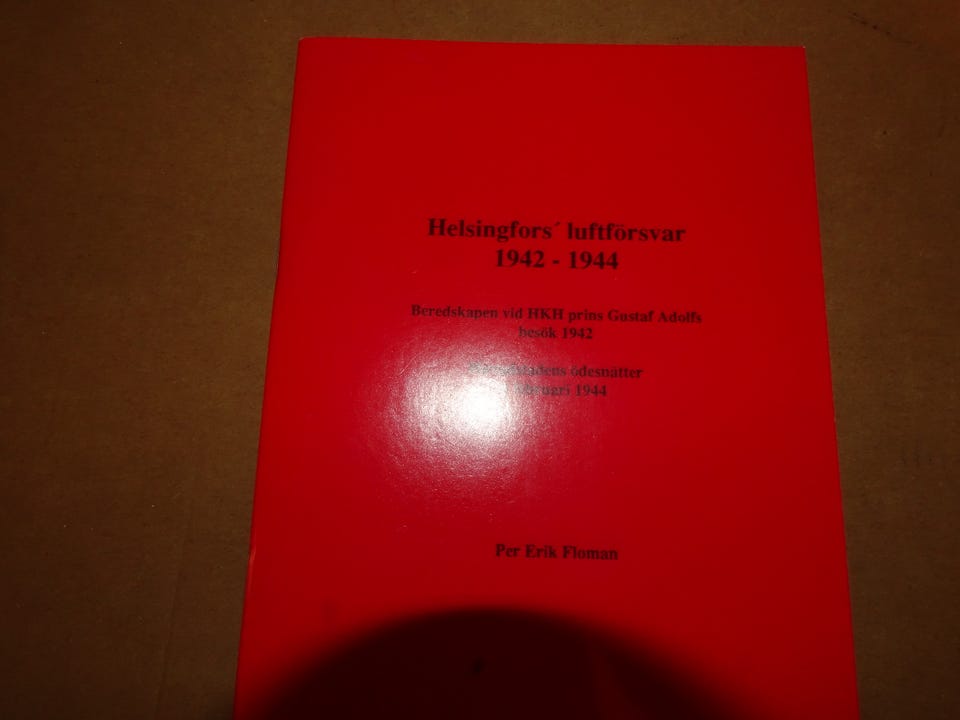 Helsingfors´ luftförsvar
1942 - 1944
Beredskapen vid HKH prins Gustaf Adolfs
besök 1942
ödesnätter
1944
Per Erik Floman